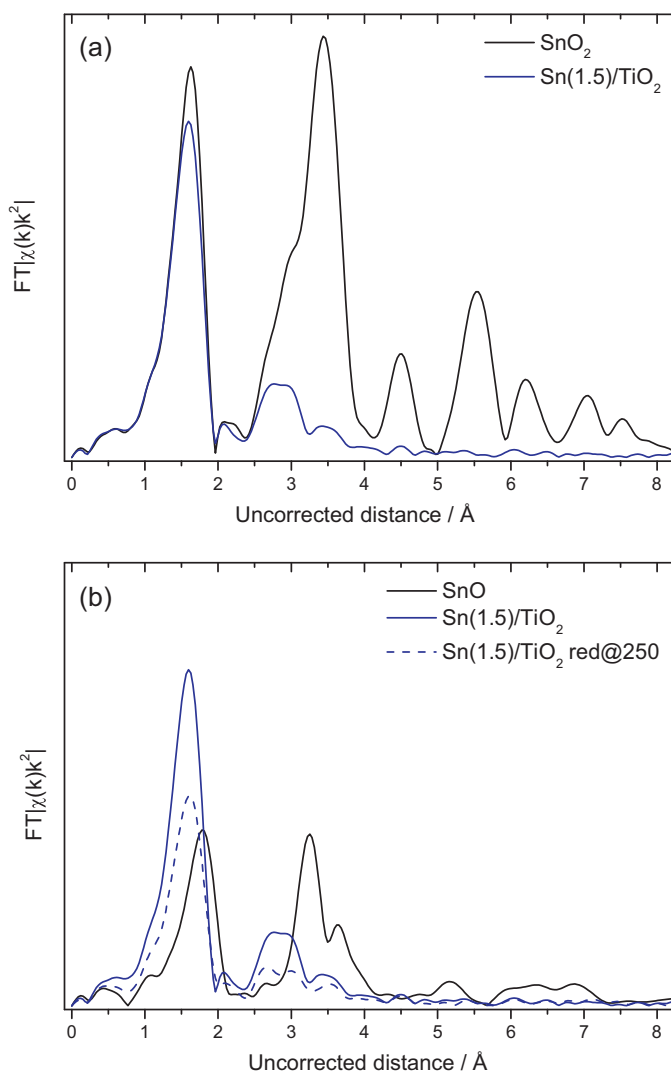 (a)
SnO₂
Sn(1.5)/TiO₂
FT|χ(k)k²|
0 1 2 3 4 5 6 7 8
Uncorrected distance / Å
(b)
SnO
Sn(1.5)/TiO₂
Sn(1.5)/TiO₂ red@250
FT|χ(k)k²|
0 1 2 3 4 5 6 7 8
Uncorrected distance / Å